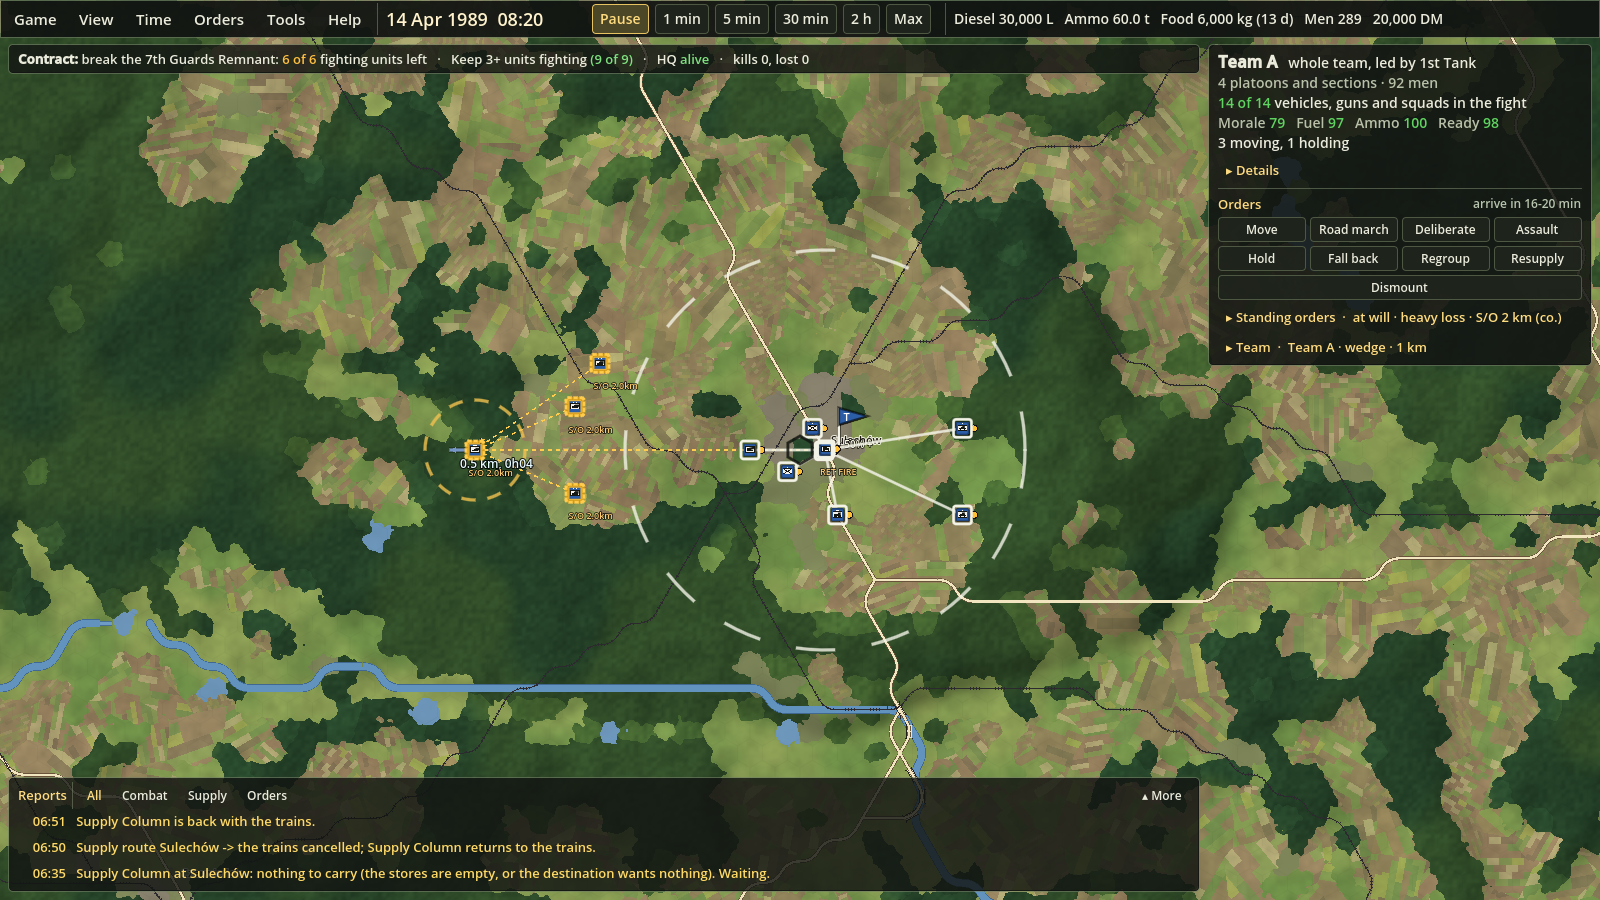 Game View Time Orders Tools Help 14 Apr 1989 08:20 Pause 1 min 5 min 30 min 2 h Max Diesel 30,000 L Ammo 60.0 t Food 6,000 kg (13 d) Men 289 20,000 DM
Contract: break the 7th Guards Remnant: 6 of 6 fighting units left · Keep 3+ units fighting (9 of 9) · HQ alive · kills 0, lost 0
Team A whole team, led by 1st Tank
4 platoons and sections · 92 men
14 of 14 vehicles, guns and squads in the fight
Morale 79 Fuel 97 Ammo 100 Ready 98
3 moving, 1 holding
▸ Details
Orders arrive in 16-20 min
Move Road march Deliberate Assault
Hold Fall back Regroup Resupply
Dismount
▸ Standing orders · at will · heavy loss · S/O 2 km (co.)
▸ Team · Team A · wedge · 1 km
S/O 2.0km
T
S/O 2.0km
Sulechów
0.5 km, 0h04
S/O 2.0km
RET FIRE
S/O 2.0km
Reports All Combat Supply Orders ▴ More
06:51 Supply Column is back with the trains.
06:50 Supply route Sulechów -> the trains cancelled; Supply Column returns to the trains.
06:35 Supply Column at Sulechów: nothing to carry (the stores are empty, or the destination wants nothing). Waiting.